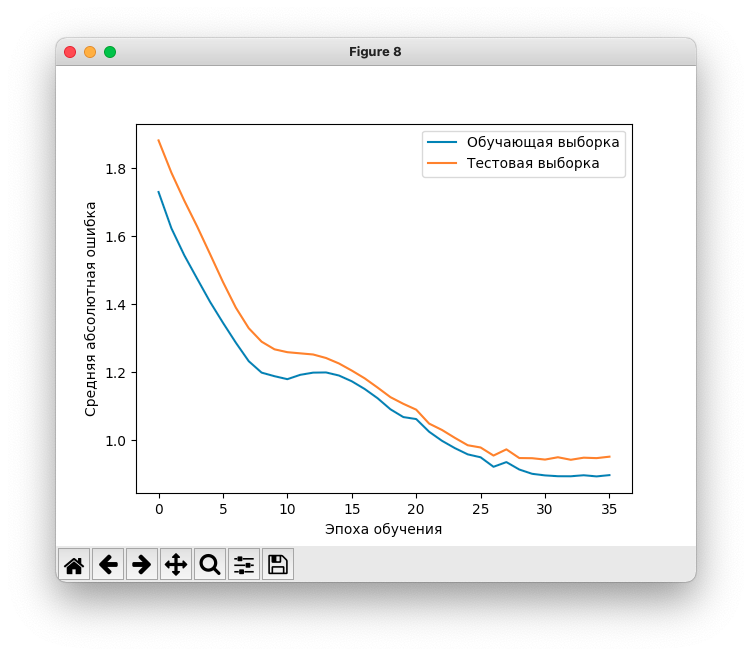 Figure 8
Обучающая выборка
Тестовая выборка
Средняя абсолютная ошибка
1.8
1.6
1.4
1.2
1.0
0 5 10 15 20 25 30 35
Эпоха обучения